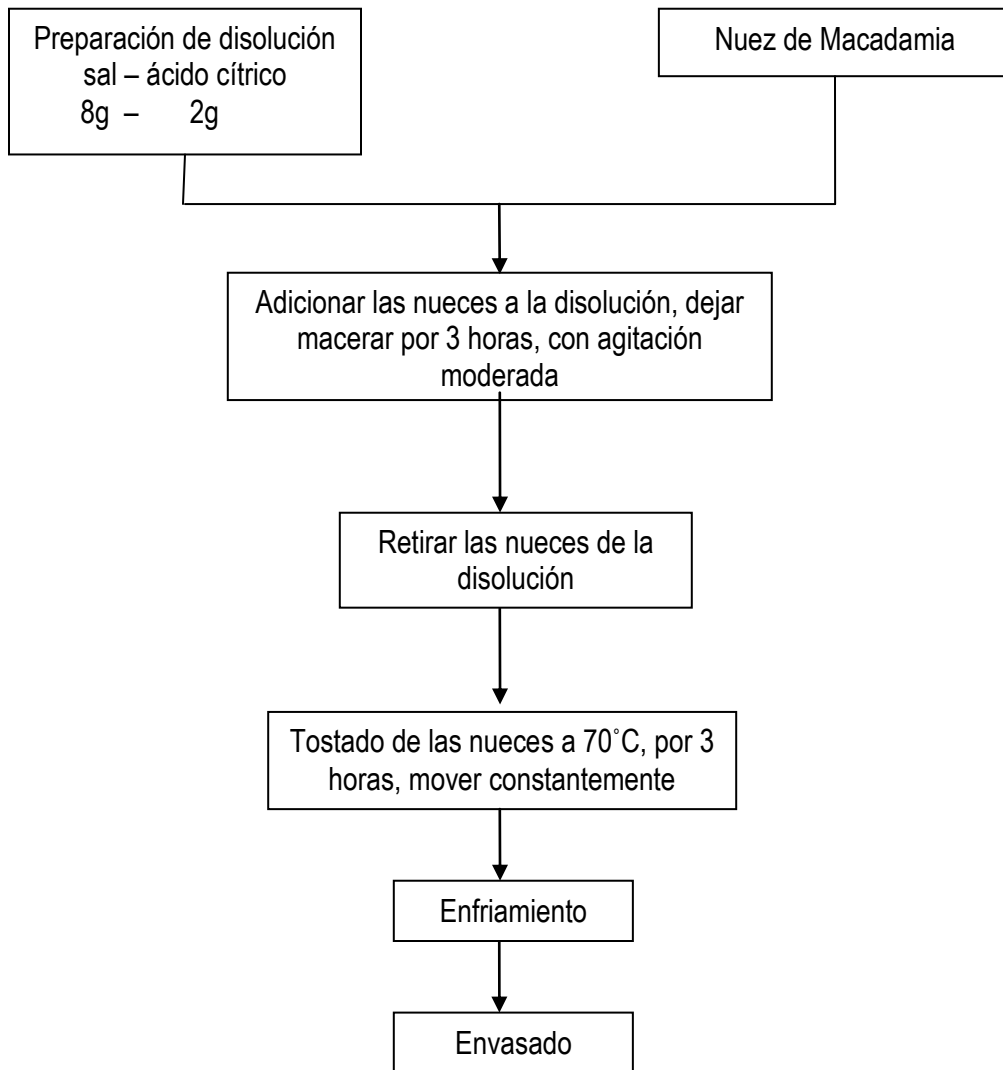 Preparación de disolución
sal – ácido cítrico
8g – 2g
Nuez de Macadamia
Adicionar las nueces a la disolución, dejar
macerar por 3 horas, con agitación
moderada
Retirar las nueces de la
disolución
Tostado de las nueces a 70˚C, por 3
horas, mover constantemente
Enfriamiento
Envasado